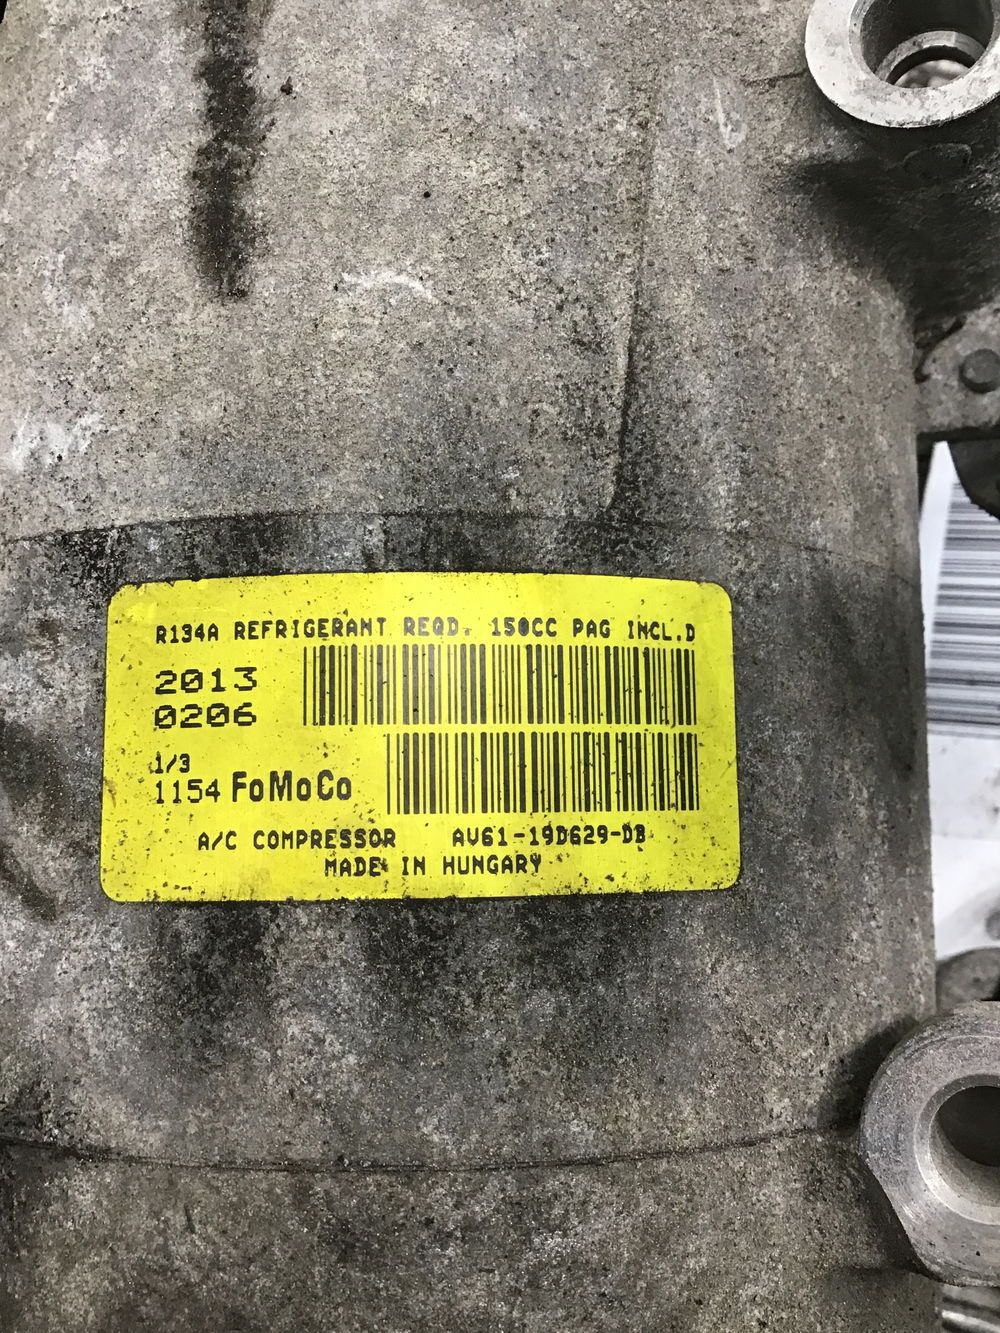 R134A REFRIGERANT REQD. 150CC PAG INCL.D
2013
0206
1/3
1154 FoMoCo
A/C COMPRESSOR AV61-19D629-DB
MADE IN HUNGARY